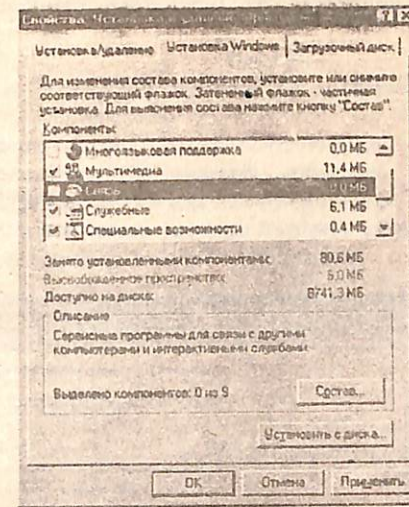 Свойства: Установка и удаление
Установка/Удаление Установка Windows Загрузочный диск
Для изменения состава компонентов, установите или снимите
соответствующий флажок. Затененный флажок - частичная
установка. Для выяснения состава нажмите кнопку "Состав".
Компоненты:
Многоязыковая поддержка 0,0 МБ
Мультимедиа 11,4 МБ
Связь 0,0 МБ
Служебные 6,1 МБ
Специальные возможности 0,4 МБ
Занято установленными компонентами: 80,6 МБ
Высвобожденное пространство: 5,0 МБ
Доступно на диске: 8741,3 МБ
Описание
Сервисные программы для связи с другими
компьютерами и интерактивными службами.
Выделено компонентов: 0 из 9 Состав...
Установить с диска...
OK Отмена Применить